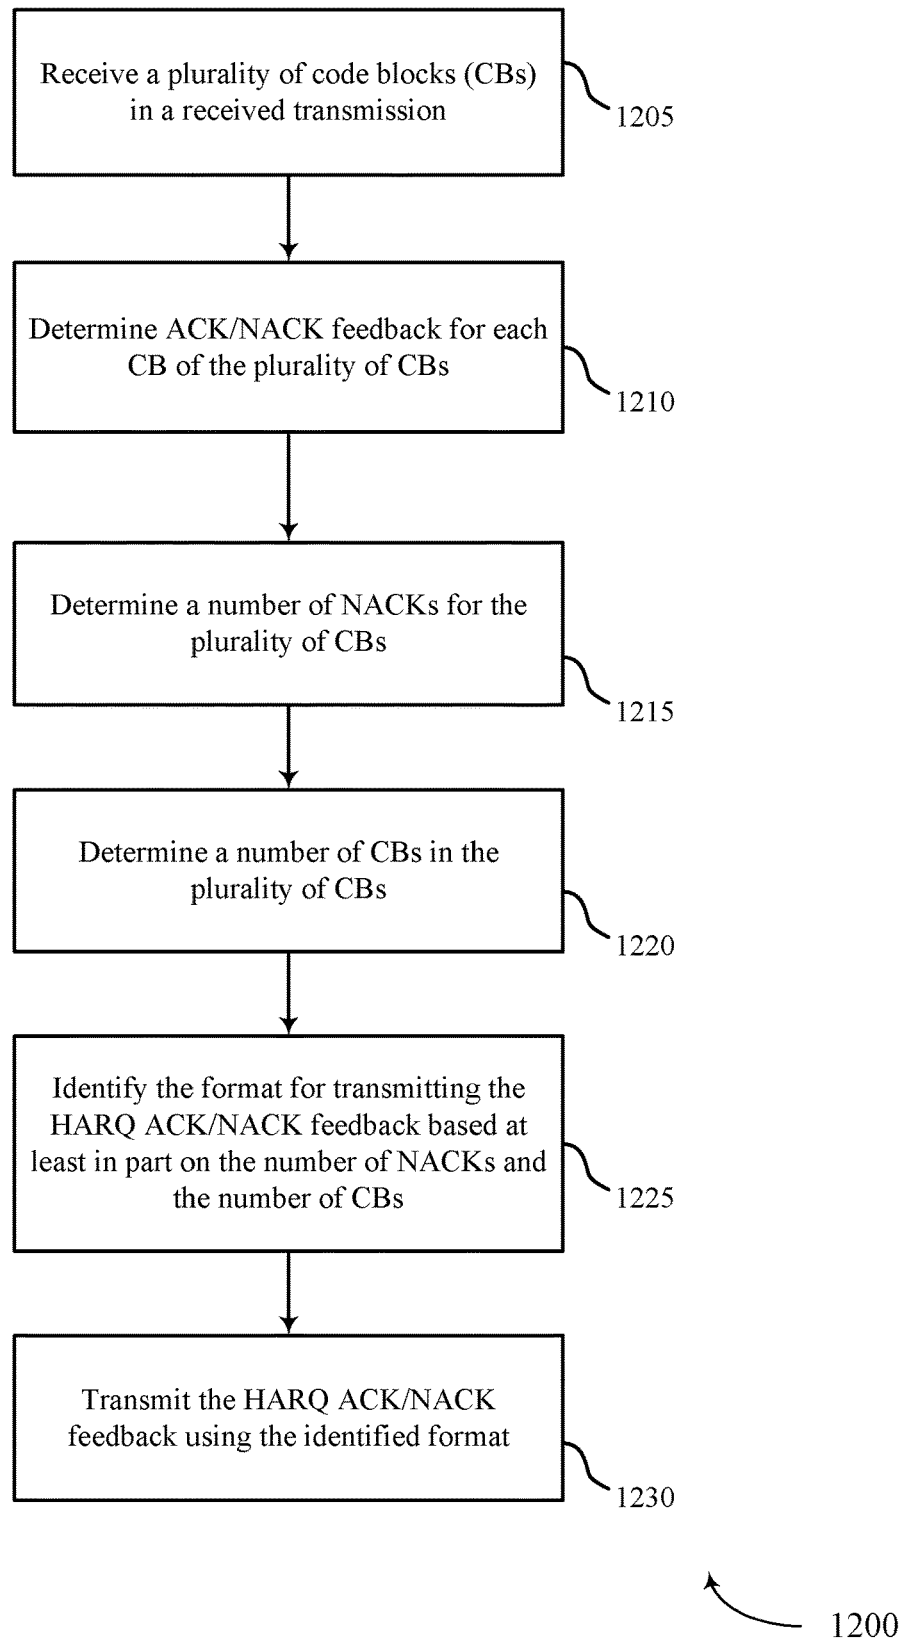 Receive a plurality of code blocks (CBs)
in a received transmission
1205
Determine ACK/NACK feedback for each
CB of the plurality of CBs
1210
Determine a number of NACKs for the
plurality of CBs
1215
Determine a number of CBs in the
plurality of CBs
1220
Identify the format for transmitting the
HARQ ACK/NACK feedback based at
least in part on the number of NACKs and
the number of CBs
1225
Transmit the HARQ ACK/NACK
feedback using the identified format
1230
1200